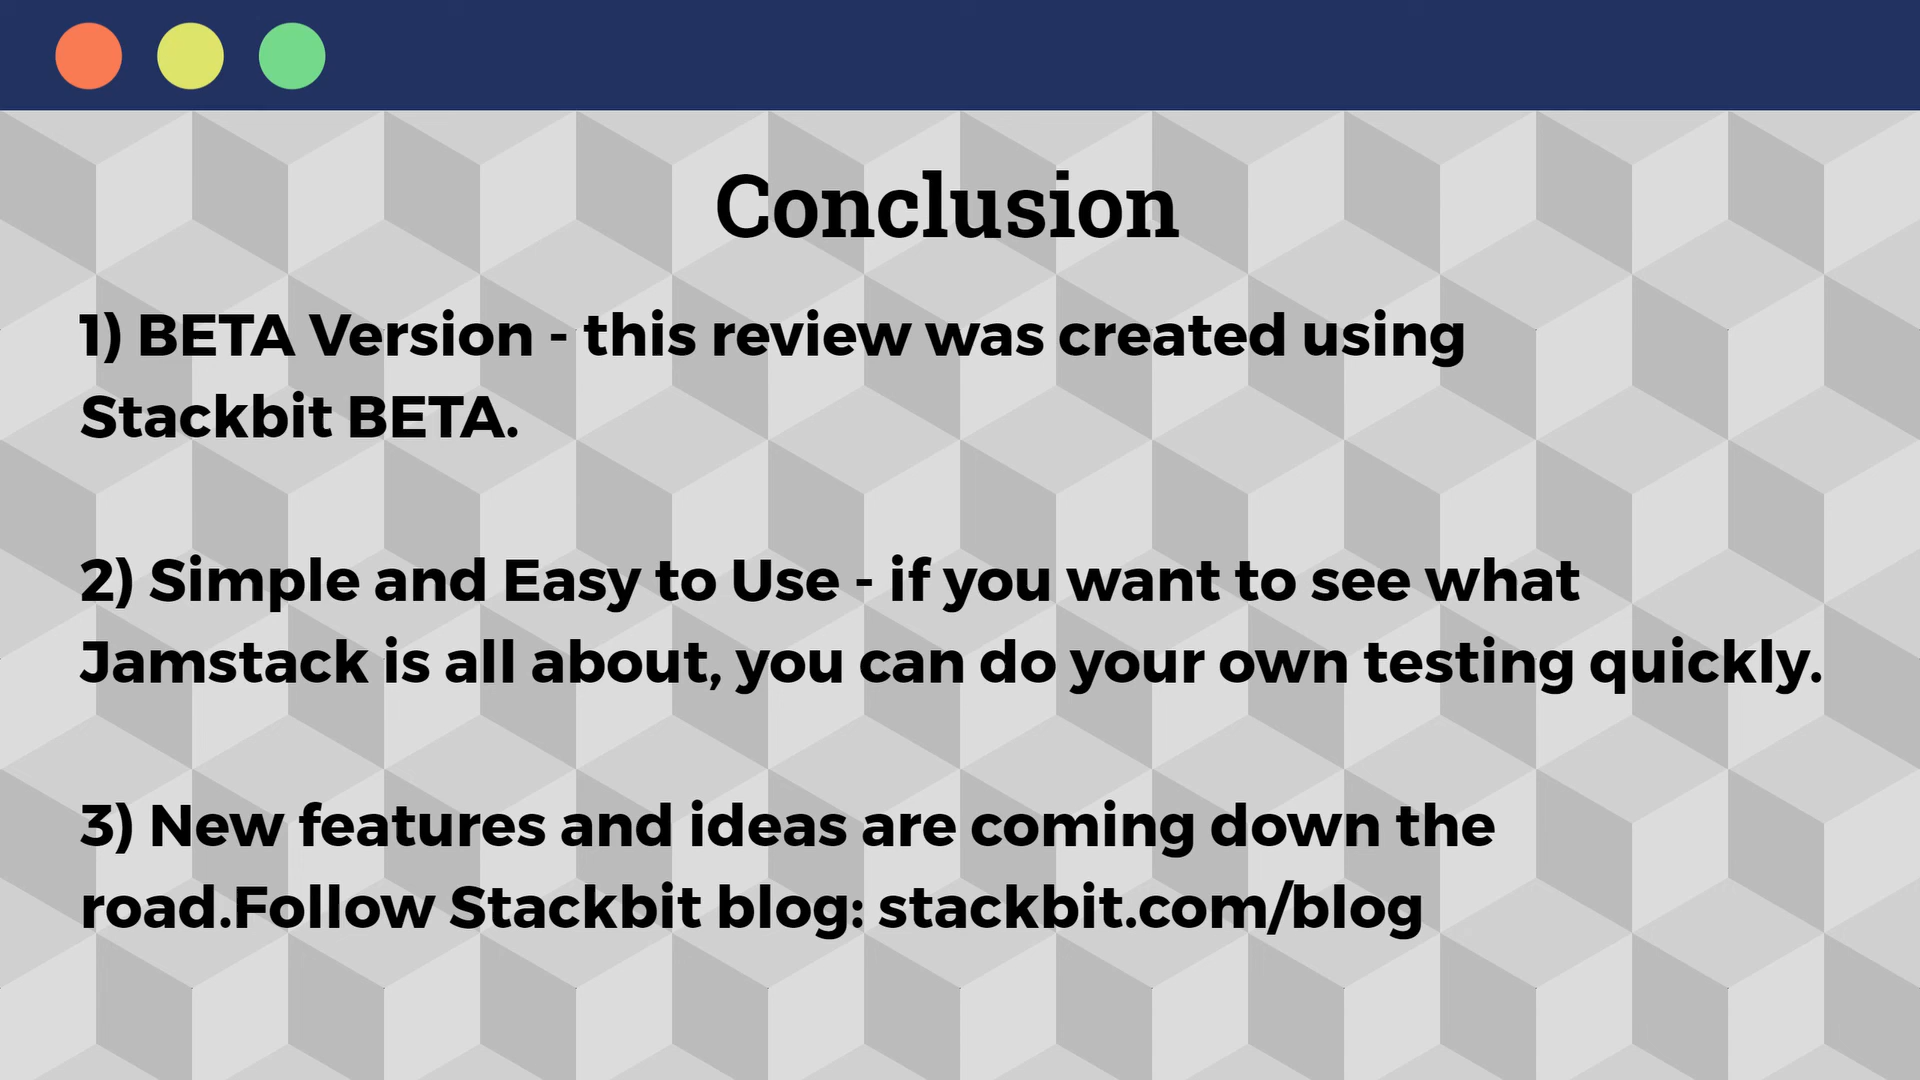 Conclusion
1) BETA Version - this review was created using
Stackbit BETA.
2) Simple and Easy to Use - if you want to see what
Jamstack is all about, you can do your own testing quickly.
3) New features and ideas are coming down the
road.Follow Stackbit blog: stackbit.com/blog